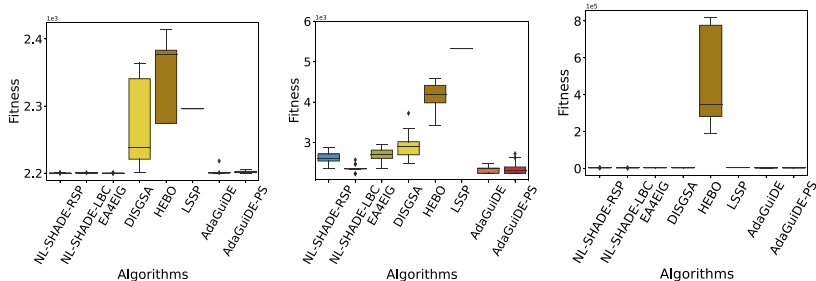 1e3
2.4
2.3
2.2
Fitness
NL-SHADE-RSP
NL-SHADE-LBC
EA4EIG
DISGSA
HEBO
LSSP
AdaGuiDE
AdaGuiDE-PS
Algorithms
1e3
6
5
4
3
Fitness
NL-SHADE-RSP
NL-SHADE-LBC
EA4EIG
DISGSA
HEBO
LSSP
AdaGuiDE
AdaGuiDE-PS
Algorithms
1e5
8
6
4
2
0
Fitness
NL-SHADE-RSP
NL-SHADE-LBC
EA4EIG
DISGSA
HEBO
LSSP
AdaGuiDE
AdaGuiDE-PS
Algorithms